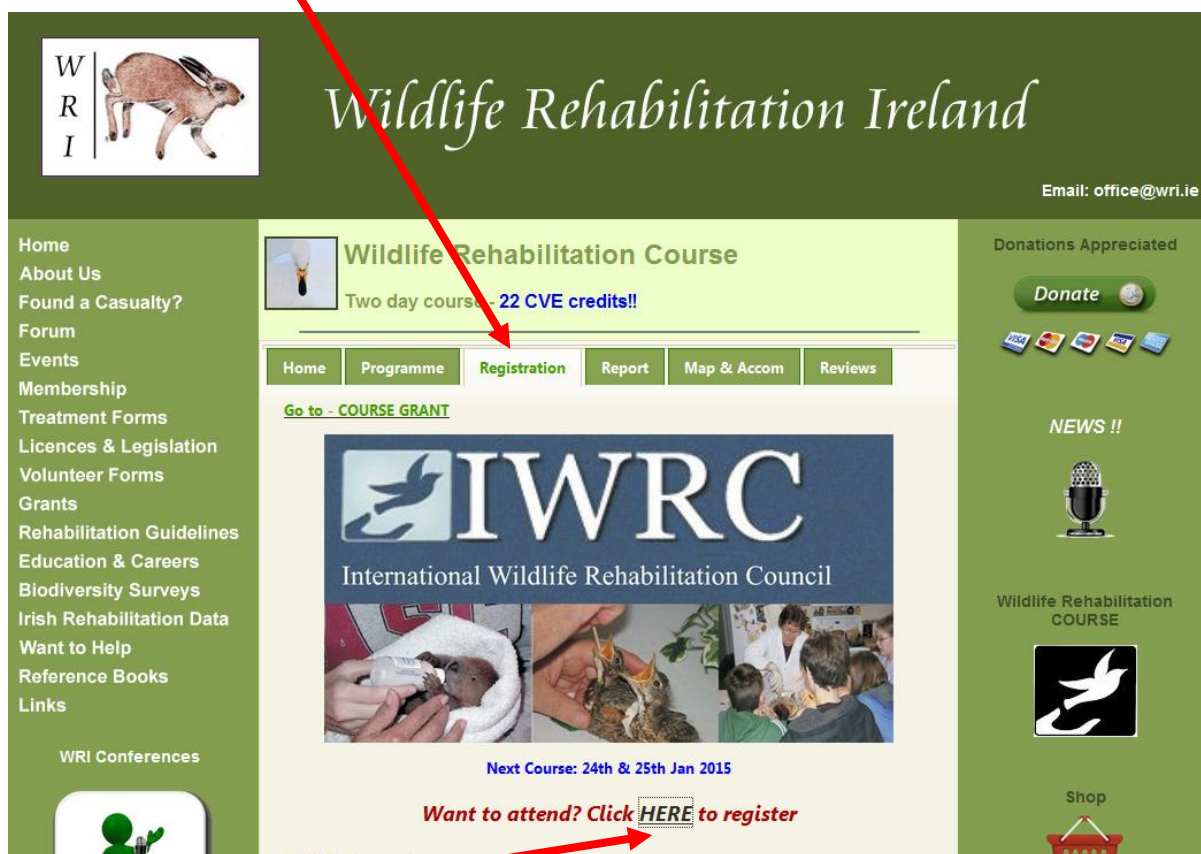 W
R
I
Wildlife Rehabilitation Ireland
Email: office@wri.ie
Home
About Us
Found a Casualty?
Forum
Events
Membership
Treatment Forms
Licences & Legislation
Volunteer Forms
Grants
Rehabilitation Guidelines
Education & Careers
Biodiversity Surveys
Irish Rehabilitation Data
Want to Help
Reference Books
Links
WRI Conferences
Wildlife Rehabilitation Course
Two day course - 22 CVE credits!!
Home Programme Registration Report Map & Accom Reviews
Go to - COURSE GRANT
IWRC
International Wildlife Rehabilitation Council
Next Course: 24th & 25th Jan 2015
Want to attend? Click HERE to register
Donations Appreciated
Donate
VISA
NEWS !!
Wildlife Rehabilitation
COURSE
Shop